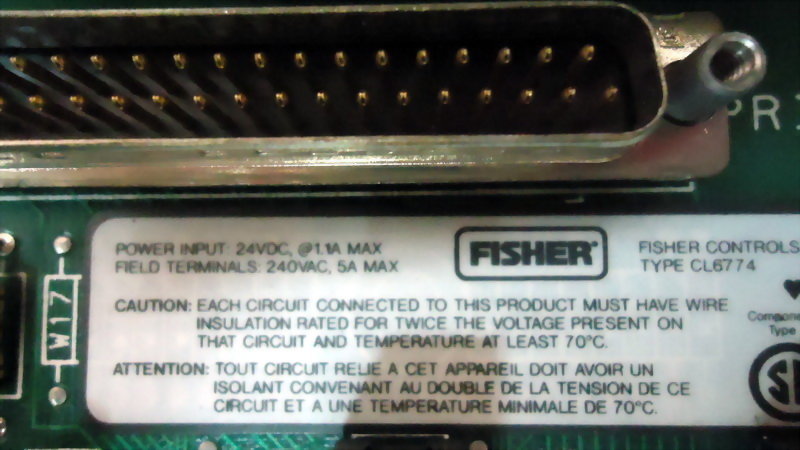 PRI
POWER INPUT: 24VDC, @1.1A MAX
FIELD TERMINALS: 240VAC, 5A MAX
FISHER®
FISHER CONTROLS
TYPE CL6774
CAUTION: EACH CIRCUIT CONNECTED TO THIS PRODUCT MUST HAVE WIRE
INSULATION RATED FOR TWICE THE VOLTAGE PRESENT ON
THAT CIRCUIT AND TEMPERATURE AT LEAST 70°C.
ATTENTION: TOUT CIRCUIT RELIE A CET APPAREIL DOIT AVOIR UN
ISOLANT CONVENANT AU DOUBLE DE LA TENSION DE CE
CIRCUIT ET A UNE TEMPERATURE MINIMALE DE 70°C.
W17
Type